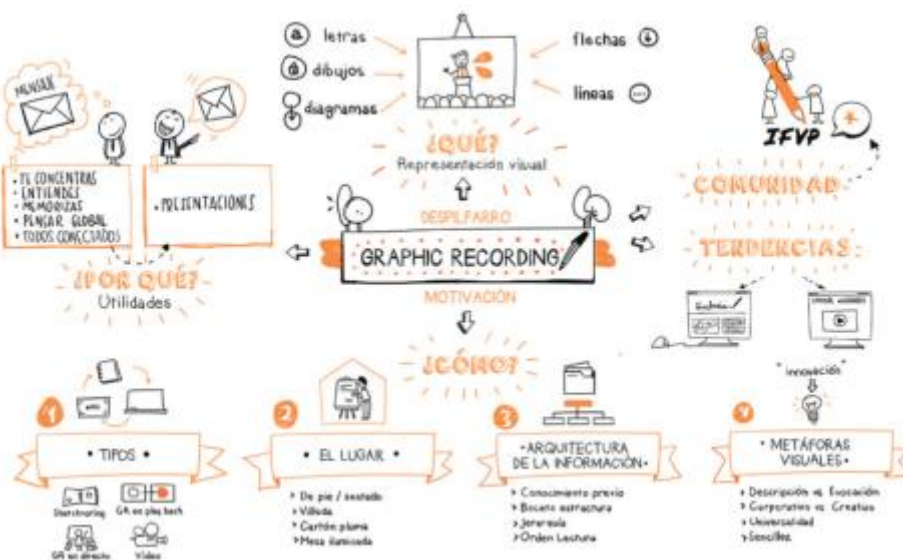 letras
dibujos
diagramas
flechas
líneas
MENSAJE
¿QUÉ?
Representación visual
IFVP
COMUNIDAD
• TE CONCENTRAS
• ENTIENDES
• MEMORIZAS
• PENSAR GLOBAL
• TODOS CONECTADOS
• PRESENTACIONES
DESPILFARRO
GRAPHIC RECORDING
MOTIVACIÓN
TENDENCIAS
¿POR QUÉ?
Utilidades
¿CÓMO?
"innovación"
1
• TIPOS •
GR en play back
GR en directo
Vídeo
2
• EL LUGAR •
> De pie / sentado
> Cartón pluma
> Mesa iluminada
3
• ARQUITECTURA
DE LA INFORMACIÓN •
> Conocimiento previo
> Boceto estructura
> Jerarquía
> Orden Lectura
• METÁFORAS
VISUALES •
> Descripción vs Evocación
> Corporativo vs Creativo
> Universalidad
> Sencillez